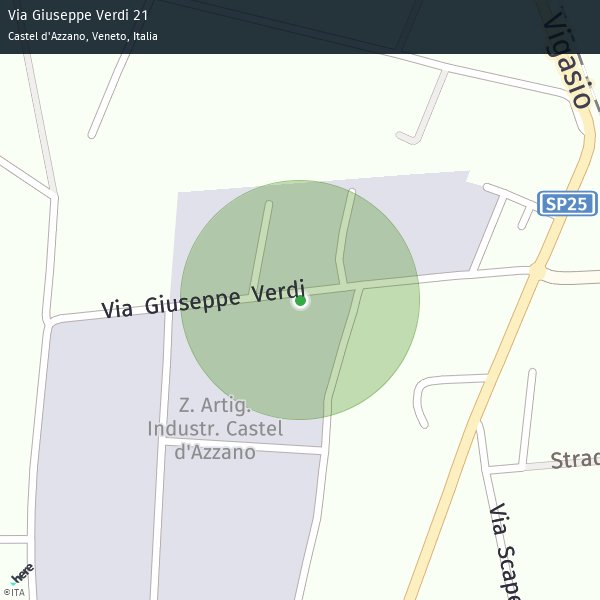 Via Giuseppe Verdi 21
Castel d'Azzano, Veneto, Italia
Vigasio
SP25
Via Giuseppe Verdi
Z. Artig.
Industr. Castel
d'Azzano
Strad
Via Scape
here
©ITA